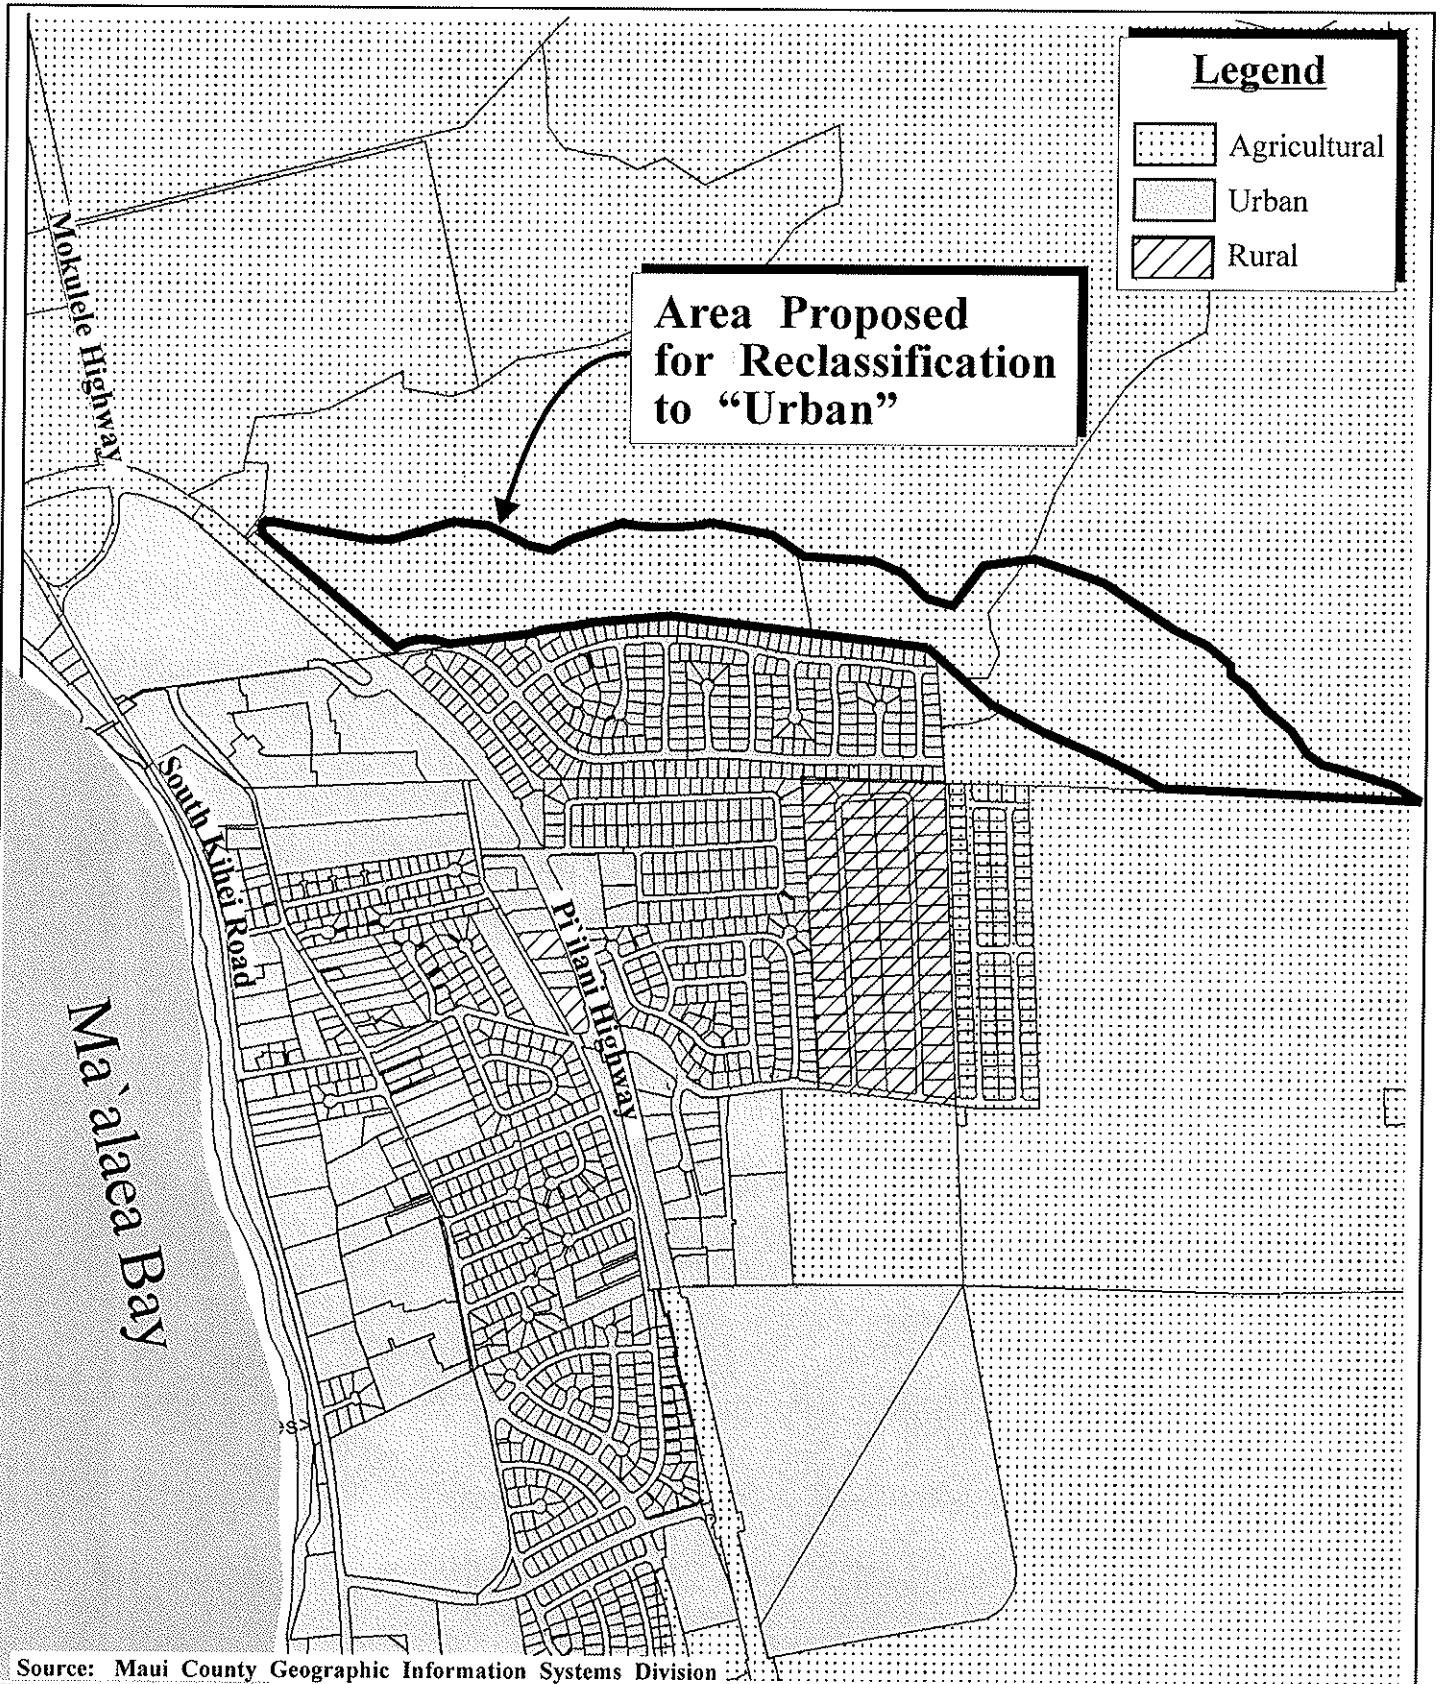 Legend
Agricultural
Urban
Rural
Area Proposed
for Reclassification
to “Urban”
Mokulele Highway
South Kihei Road
Pi`ilani Highway
Ma`alaea Bay
es>
Source: Maui County Geographic Information Systems Division